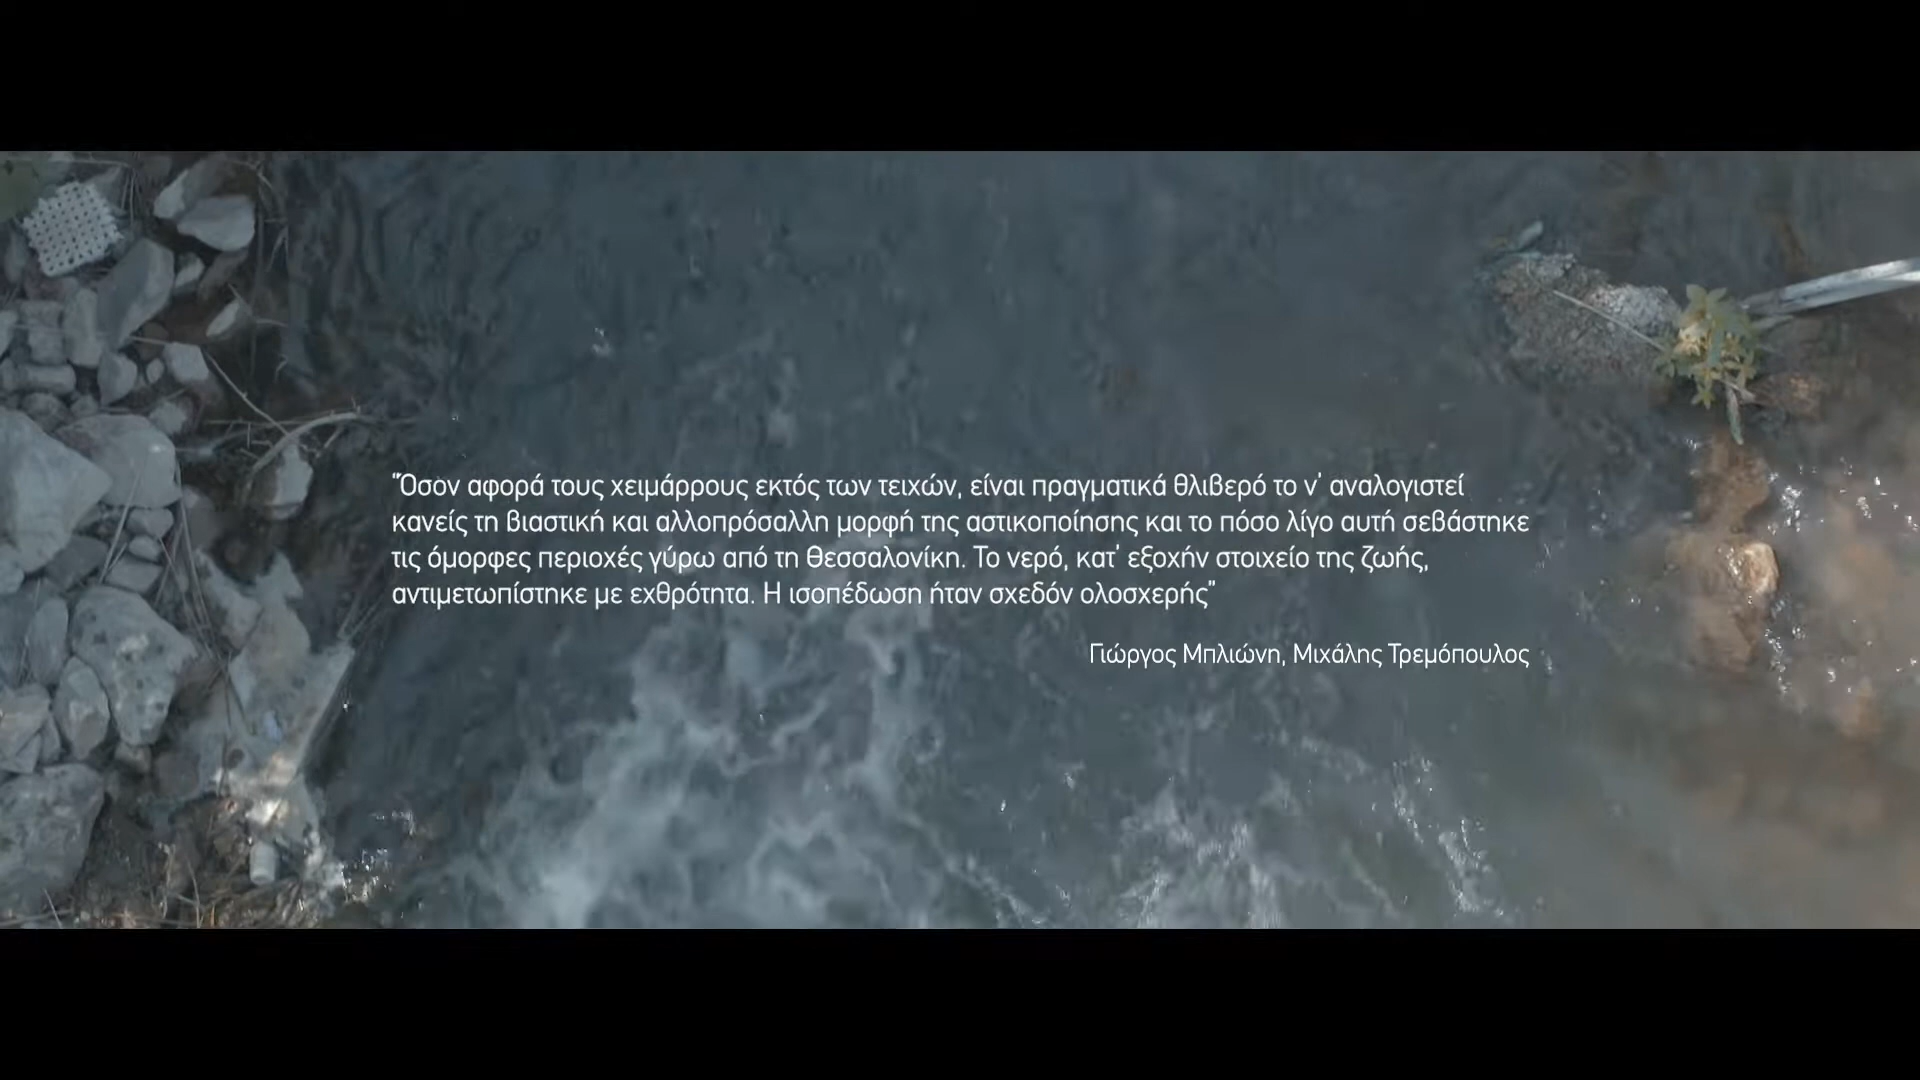 "Όσον αφορά τους χειμάρρους εκτός των τειχών, είναι πραγματικά θλιβερό το ν' αναλογιστεί
κανείς τη βιαστική και αλλοπρόσαλλη μορφή της αστικοποίησης και το πόσο λίγο αυτή σεβάστηκε
τις όμορφες περιοχές γύρω από τη Θεσσαλονίκη. Το νερό, κατ' εξοχήν στοιχείο της ζωής,
αντιμετωπίστηκε με εχθρότητα. Η ισοπέδωση ήταν σχεδόν ολοσχερής"
Γιώργος Μπλιώνη, Μιχάλης Τρεμόπουλος